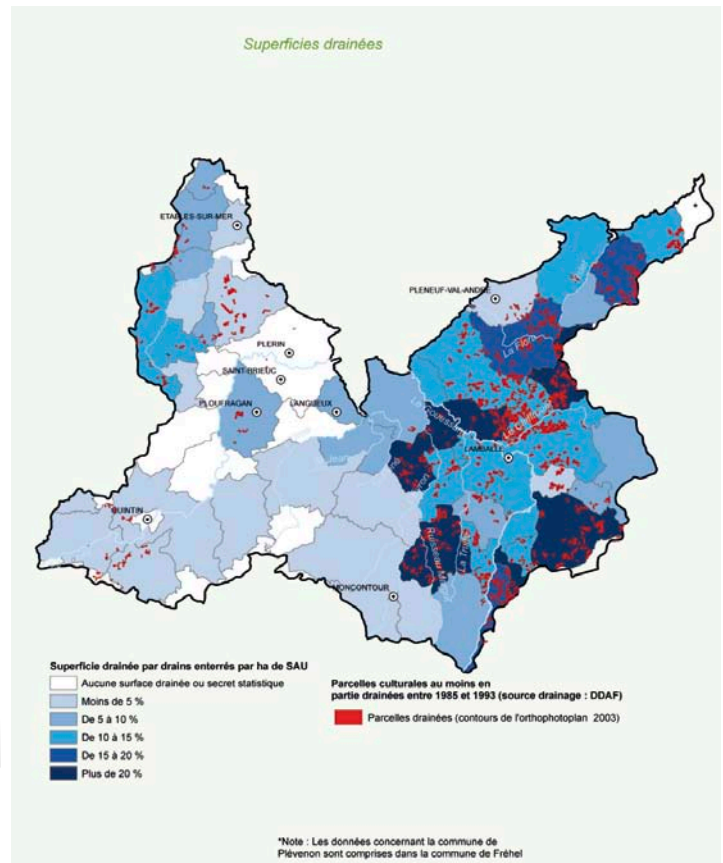 Superficies drainées
ETABLES-SUR-MER
PLENEUF-VAL-ANDRÉ
PLERIN
SAINT-BRIEUC
PLOUFRAGAN
LANGUEUX
LAMBALLE
QUINTIN
MONCONTOUR
La Flora
La Truite
Superficie drainée par drains enterrés par ha de SAU
Aucune surface drainée ou secret statistique
Moins de 5 %
De 5 à 10 %
De 10 à 15 %
De 15 à 20 %
Plus de 20 %
Parcelles culturales au moins en
partie drainées entre 1985 et 1993 (source drainage : DDAF)
Parcelles drainées (contours de l'orthophotoplan 2003)
*Note : Les données concernant la commune de
Plévenon sont comprises dans la commune de Fréhel